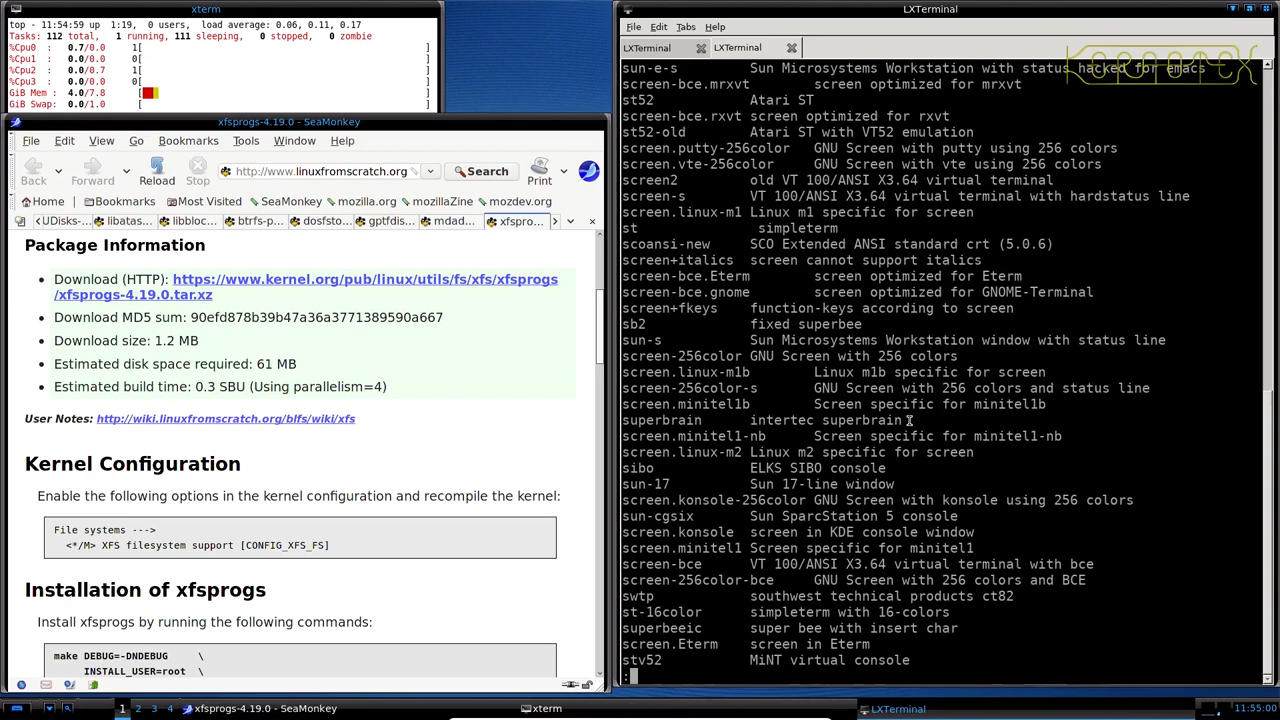 xterm
top - 11:54:59 up  1:19,  0 users,  load average: 0.06, 0.11, 0.17
Tasks: 112 total,   1 running, 111 sleeping,   0 stopped,   0 zombie
%Cpu0  :   0.7/0.0     1[                                    ]
%Cpu1  :   0.0/0.0     0[                                    ]
%Cpu2  :   0.0/0.7     1[                                    ]
%Cpu3  :   0.0/0.0     0[                                    ]
GiB Mem :  4.0/7.8      [                                    ]
GiB Swap:  0.0/1.0      [                                    ]
xfsprogs-4.19.0 - SeaMonkey
File Edit View Go Bookmarks Tools Window Help
Back Forward Reload Stop http://www.linuxfromscratch.org Search Print
Home Bookmarks Most Visited SeaMonkey mozilla.org mozillaZine mozdev.org
UDisks-... libatas... libbloc... btrfs-p... dosfsto... gptfdis... mdad... xfspro...
Package Information
Download (HTTP): https://www.kernel.org/pub/linux/utils/fs/xfs/xfsprogs
/xfsprogs-4.19.0.tar.xz
Download MD5 sum: 90efd878b39b47a36a3771389590a667
Download size: 1.2 MB
Estimated disk space required: 61 MB
Estimated build time: 0.3 SBU (Using parallelism=4)
User Notes: http://wiki.linuxfromscratch.org/blfs/wiki/xfs
Kernel Configuration
Enable the following options in the kernel configuration and recompile the kernel:
File systems --->
<*/M> XFS filesystem support [CONFIG_XFS_FS]
Installation of xfsprogs
Install xfsprogs by running the following commands:
make DEBUG=-DNDEBUG     \
INSTALL_USER=root  \
LXTerminal
File Edit Tabs Help
LXTerminal LXTerminal
sun-e-s         Sun Microsystems Workstation with status hacked for emacs
screen-bce.mrxvt        screen optimized for mrxvt
st52            Atari ST
screen-bce.rxvt screen optimized for rxvt
st52-old        Atari ST with VT52 emulation
screen.putty-256color   GNU Screen with putty using 256 colors
screen.vte-256color     GNU Screen with vte using 256 colors
screen2         old VT 100/ANSI X3.64 virtual terminal
screen-s        VT 100/ANSI X3.64 virtual terminal with hardstatus line
screen.linux-m1 Linux m1 specific for screen
st               simpleterm
scoansi-new     SCO Extended ANSI standard crt (5.0.6)
screen+italics  screen cannot support italics
screen-bce.Eterm        screen optimized for Eterm
screen-bce.gnome        screen optimized for GNOME-Terminal
screen+fkeys    function-keys according to screen
sb2             fixed superbee
sun-s           Sun Microsystems Workstation window with status line
screen-256color GNU Screen with 256 colors
screen.linux-m1b        Linux m1b specific for screen
screen-256color-s       GNU Screen with 256 colors and status line
screen.minitel1b        Screen specific for minitel1b
superbrain      intertec superbrain
screen.minitel1-nb      Screen specific for minitel1-nb
screen.linux-m2 Linux m2 specific for screen
sibo            ELKS SIBO console
sun-17          Sun 17-line window
screen.konsole-256color GNU Screen with konsole using 256 colors
sun-cgsix       Sun SparcStation 5 console
screen.konsole  screen in KDE console window
screen.minitel1 Screen specific for minitel1
screen-bce      VT 100/ANSI X3.64 virtual terminal with bce
screen-256color-bce     GNU Screen with 256 colors and BCE
swtp            southwest technical products ct82
st-16color      simpleterm with 16-colors
superbeeic      super bee with insert char
screen.Eterm    screen in Eterm
stv52           MiNT virtual console
:
1 2 3 4 xfsprogs-4.19.0 - SeaMonkey xterm LXTerminal 11:55:00